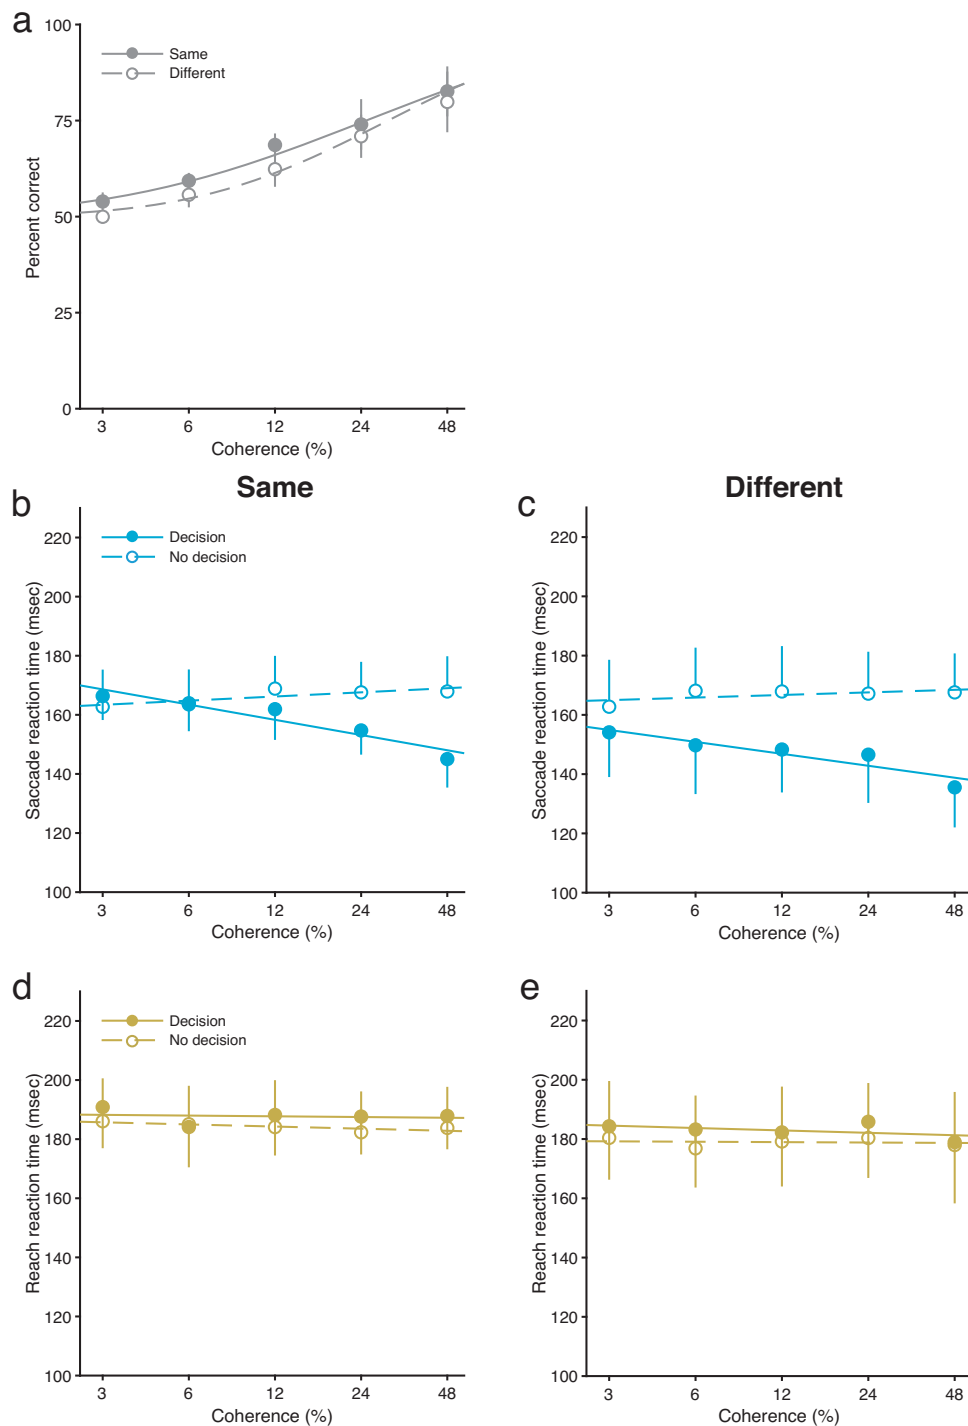 a
100
75
50
25
0
Percent correct
Same
Different
3 6 12 24 48
Coherence (%)
Same
Different
b
220
200
180
160
140
120
100
Saccade reaction time (msec)
Decision
No decision
3 6 12 24 48
Coherence (%)
c
220
200
180
160
140
120
100
Saccade reaction time (msec)
3 6 12 24 48
Coherence (%)
d
220
200
180
160
140
120
100
Reach reaction time (msec)
Decision
No decision
3 6 12 24 48
Coherence (%)
e
220
200
180
160
140
120
100
Reach reaction time (msec)
3 6 12 24 48
Coherence (%)